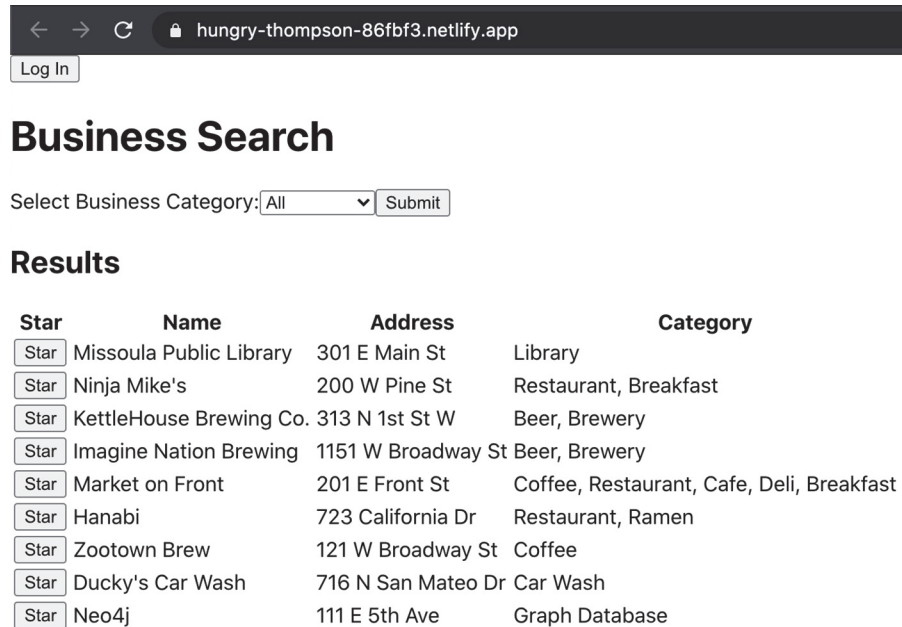 hungry-thompson-86fbf3.netlify.app
Log In
Business Search
Select Business Category: All Submit
Results
Star Name Address Category
Star Missoula Public Library 301 E Main St Library
Star Ninja Mike's 200 W Pine St Restaurant, Breakfast
Star KettleHouse Brewing Co. 313 N 1st St W Beer, Brewery
Star Imagine Nation Brewing 1151 W Broadway St Beer, Brewery
Star Market on Front 201 E Front St Coffee, Restaurant, Cafe, Deli, Breakfast
Star Hanabi 723 California Dr Restaurant, Ramen
Star Zootown Brew 121 W Broadway St Coffee
Star Ducky's Car Wash 716 N San Mateo Dr Car Wash
Star Neo4j 111 E 5th Ave Graph Database